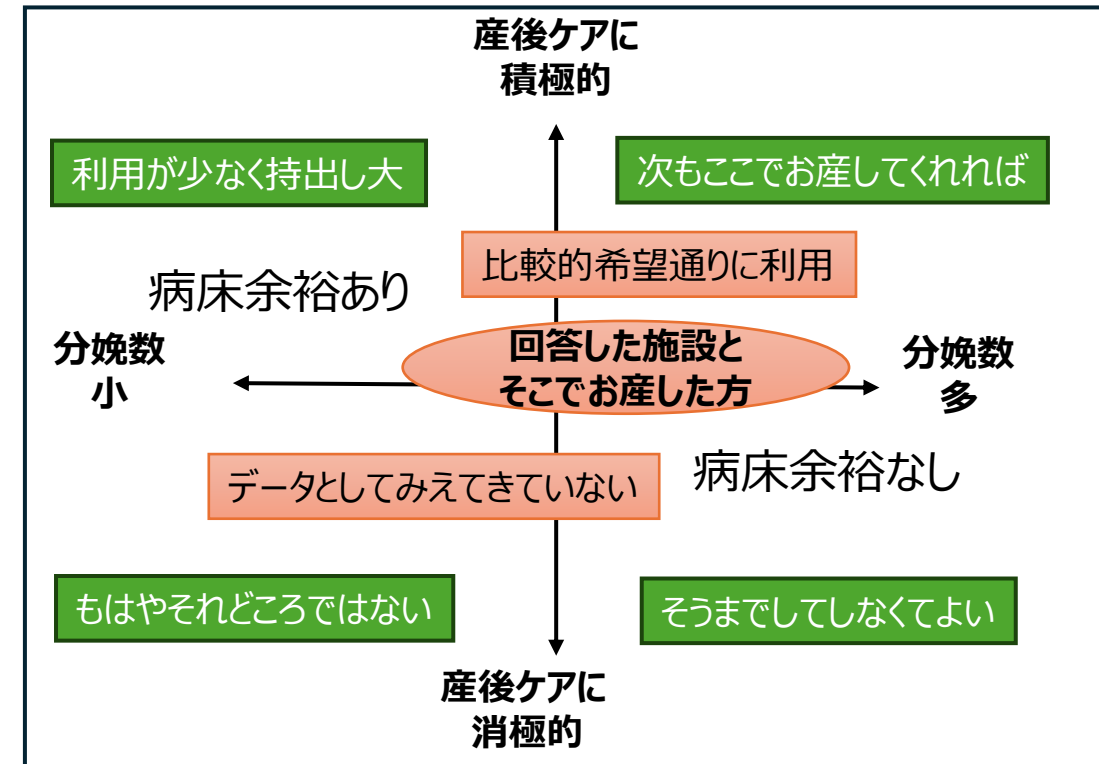 産後ケアに
積極的
利用が少なく持出し大
次もここでお産してくれれば
比較的希望通りに利用
病床余裕あり
分娩数
小
回答した施設と
そこでお産した方
分娩数
多
データとしてみえてきていない
病床余裕なし
もはやそれどころではない
そうまでしてしなくてよい
産後ケアに
消極的